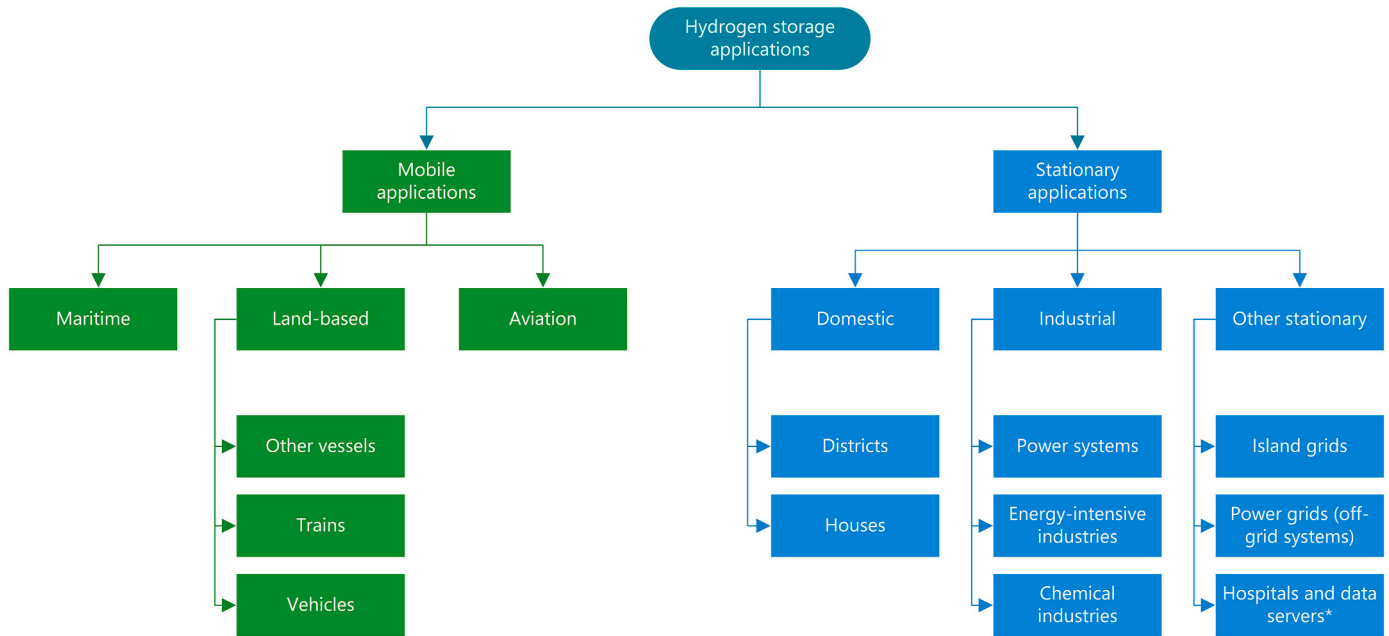 Hydrogen storage
applications
Mobile
applications
Stationary
applications
Maritime
Land-based
Aviation
Domestic
Industrial
Other stationary
Other vessels
Districts
Power systems
Island grids
Trains
Houses
Energy-intensive
industries
Power grids (off-
grid systems)
Vehicles
Chemical
industries
Hospitals and data
servers*